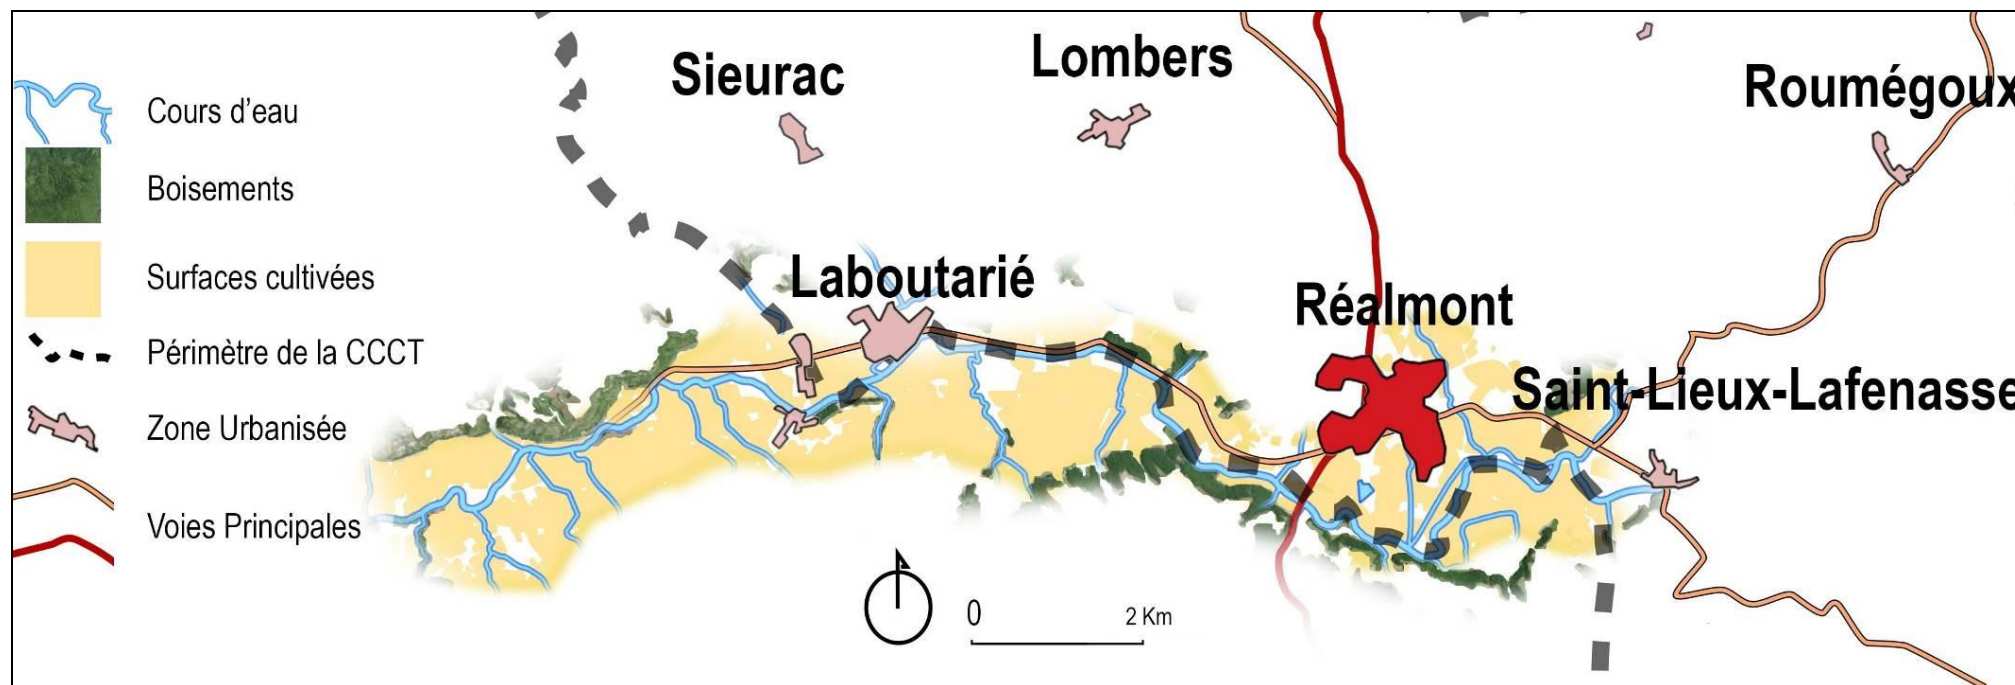 Sieurac
Lombers
Roumégoux
Cours d'eau
Boisements
Surfaces cultivées
Laboutarié
Réalmont
Périmètre de la CCCT
Saint-Lieux-Lafenasse
Zone Urbanisée
Voies Principales
0 2 Km